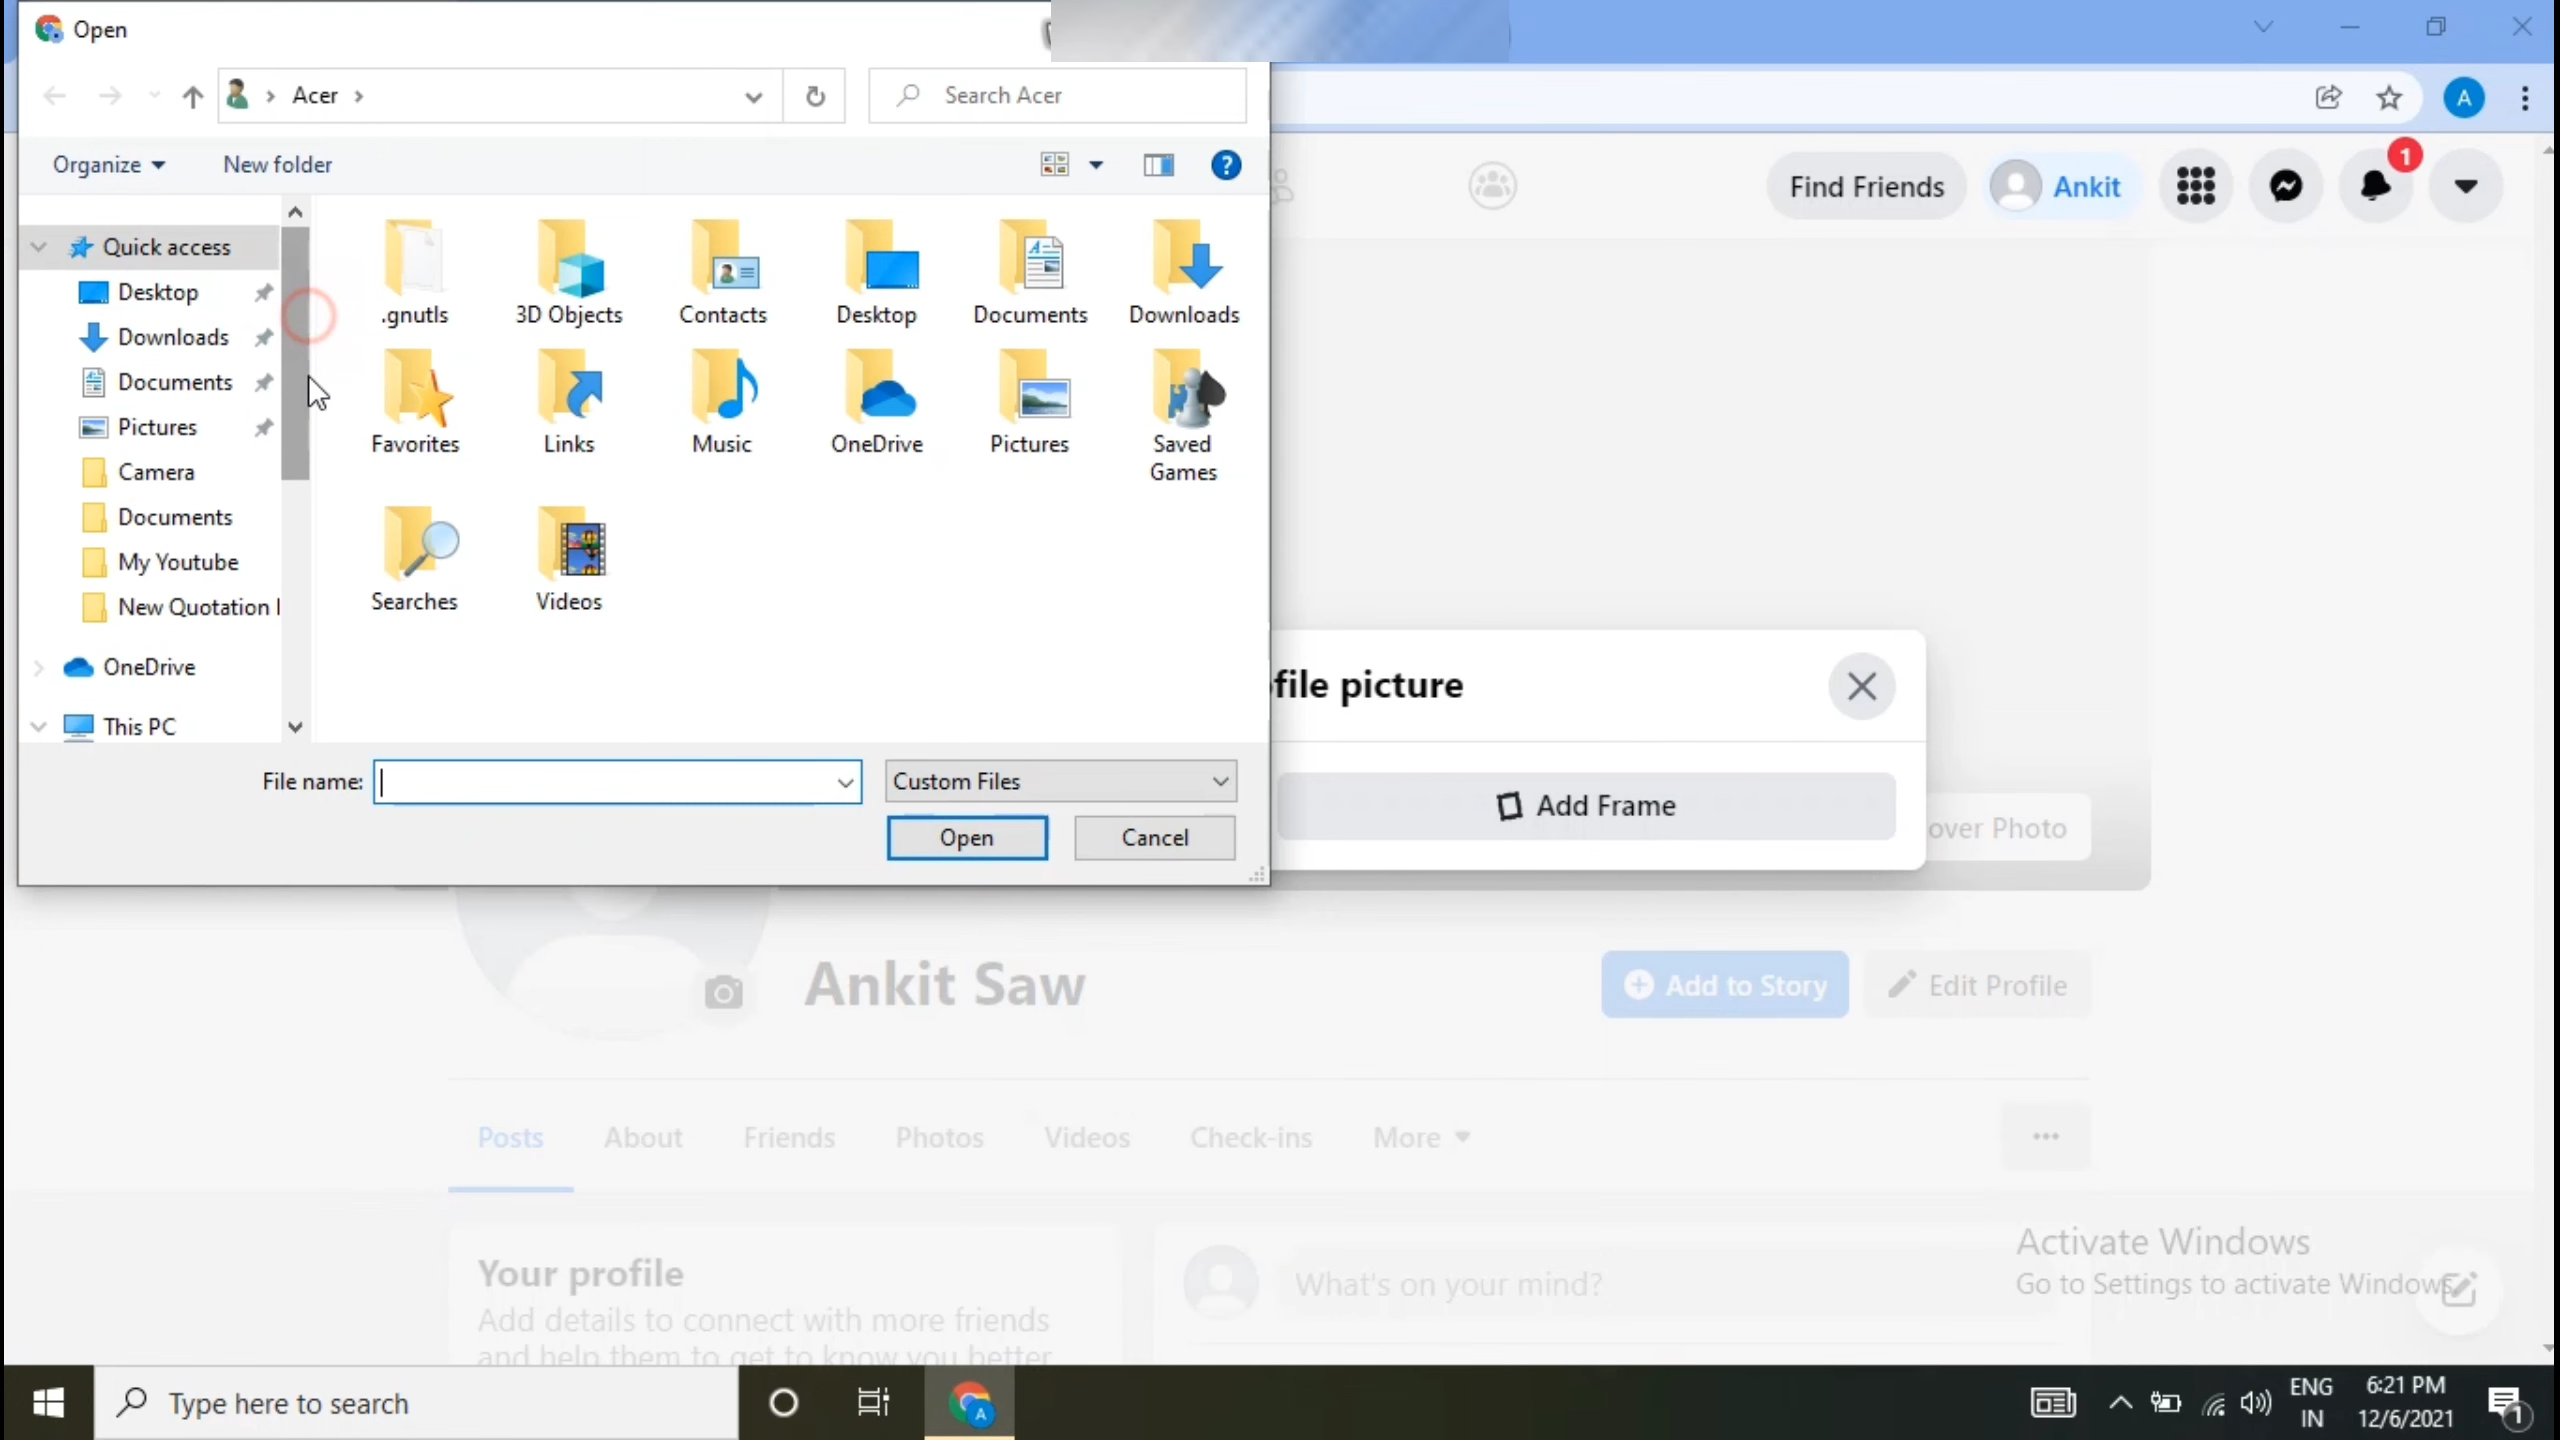 Open
Acer
Search Acer
Organize
New folder
Find Friends
Ankit
1
Quick access
Desktop
Downloads
Documents
Pictures
Camera
Documents
My Youtube
New Quotation
OneDrive
This PC
.gnutls
3D Objects
Contacts
Desktop
Documents
Downloads
Favorites
Links
Music
OneDrive
Pictures
Saved
Games
Searches
Videos
File name:
Custom Files
Open
Cancel
file picture
Add Frame
over Photo
Ankit Saw
Add to Story
Edit Profile
Posts
About
Friends
Photos
Videos
Check-ins
More
Your profile
Add details to connect with more friends
and help them to get to know you better
What's on your mind?
Activate Windows
Go to Settings to activate Windows
Type here to search
A
A
ENG
IN
6:21 PM
12/6/2021
1